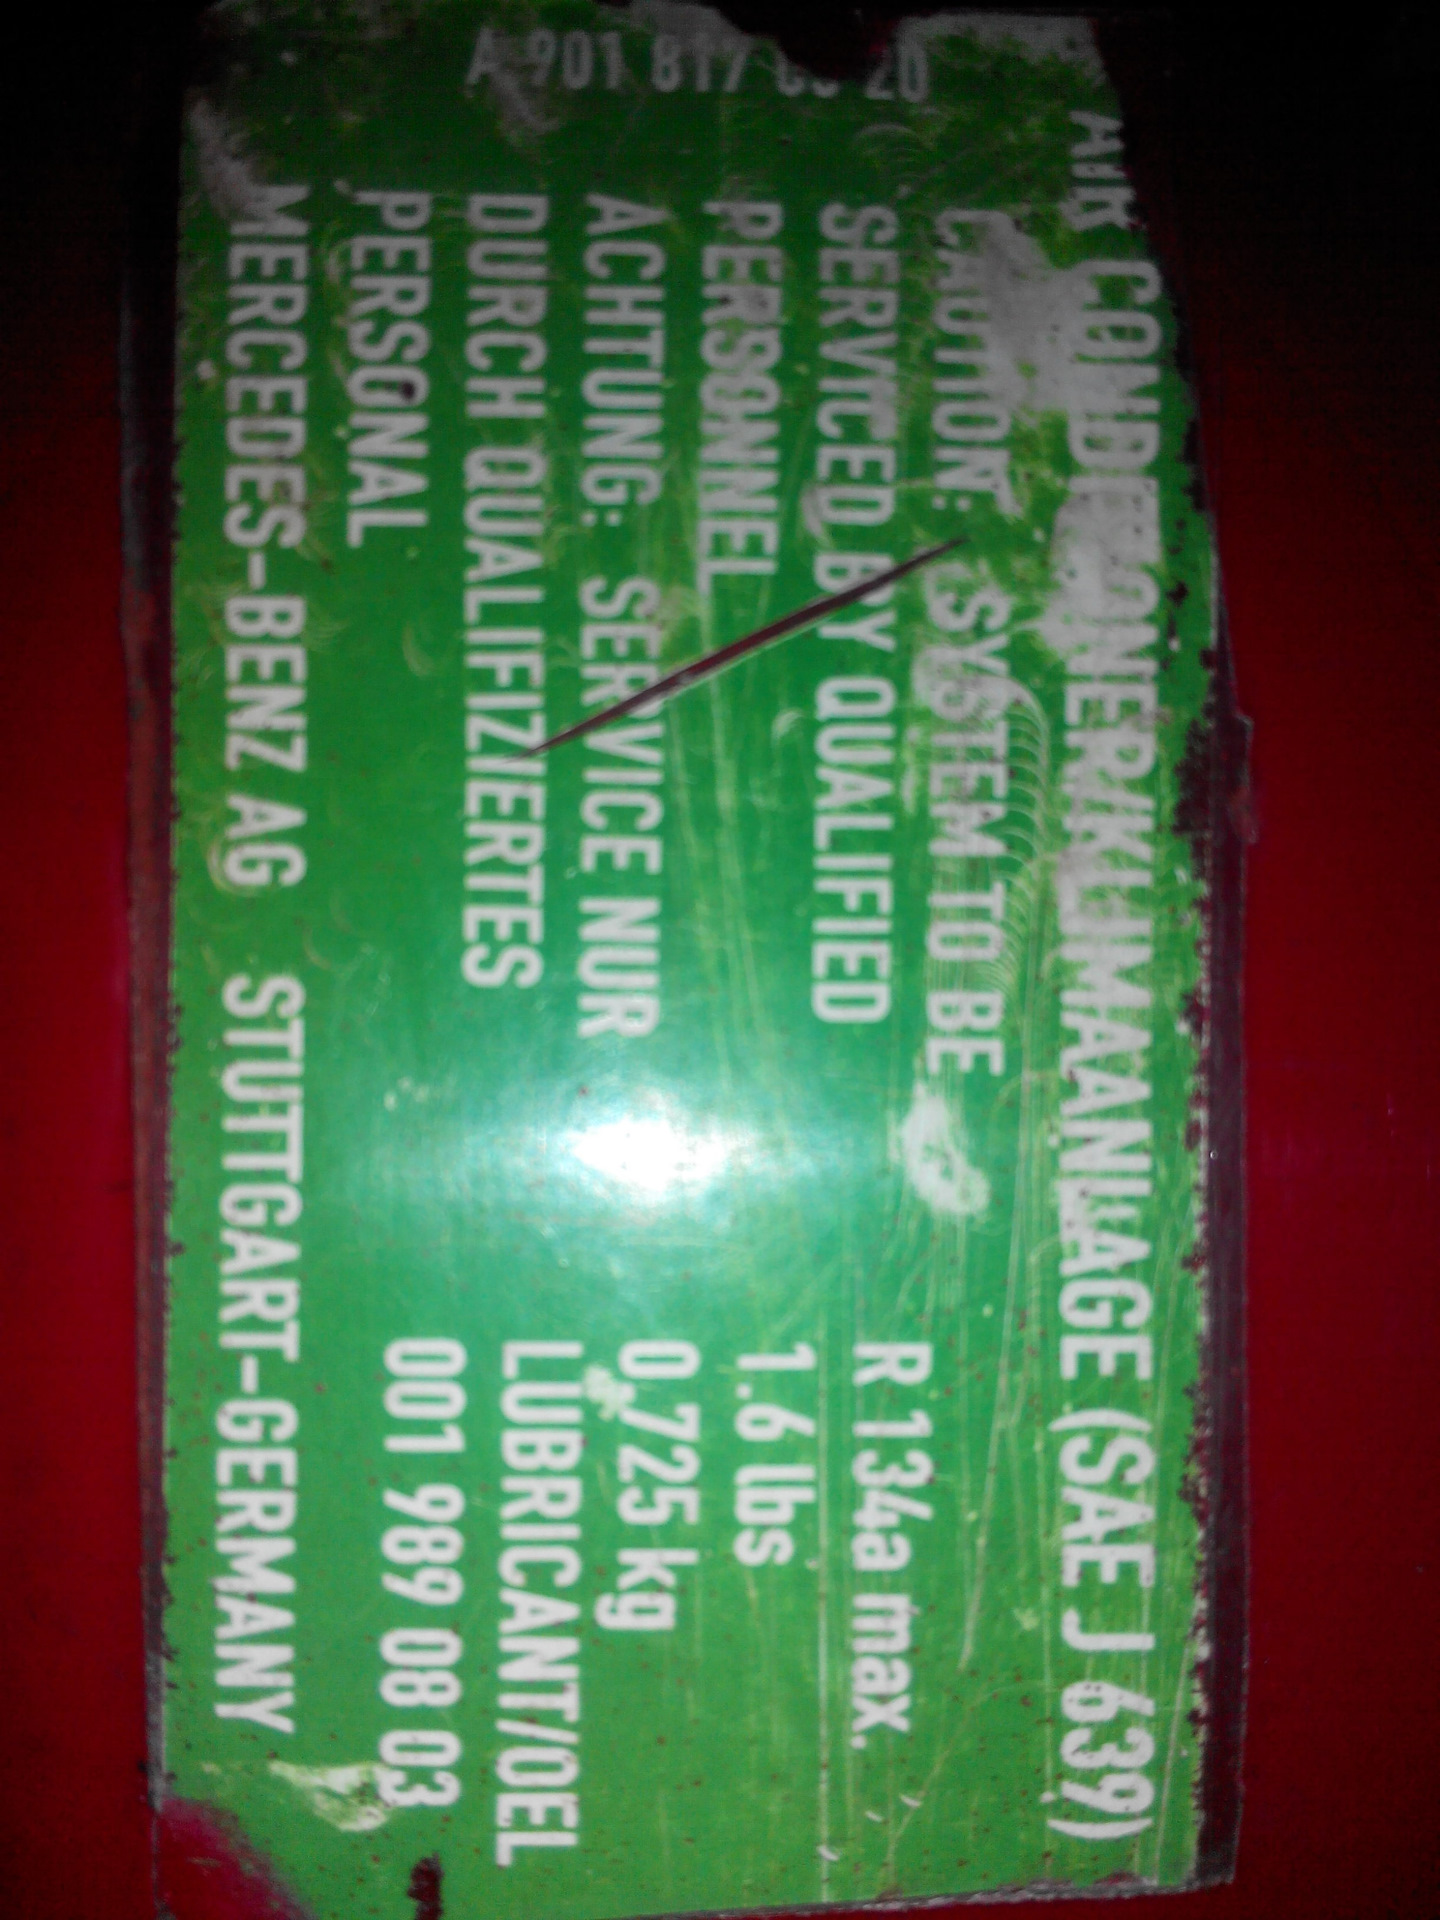 AIR CONDITIONER/KLIMAANLAGE (SAE J 639)
CAUTION: SYSTEM TO BE
SERVICED BY QUALIFIED
PERSONNEL
ACHTUNG: SERVICE NUR
DURCH QUALIFIZIERTES
PERSONAL
R 134a max.
1.6 lbs
0,725 kg
LUBRICANT/OEL
001 989 08 03
MERCEDES-BENZ AG STUTTGART-GERMANY
A 901 817 20